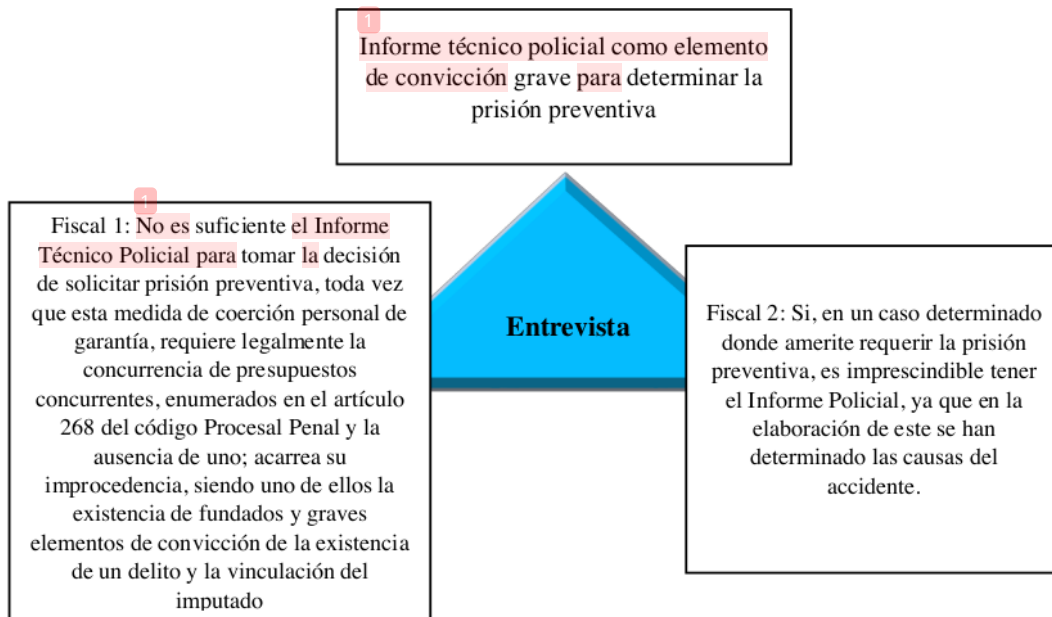 1
Informe técnico policial como elemento
de convicción grave para determinar la
prisión preventiva
1
Fiscal 1: No es suficiente el Informe
Técnico Policial para tomar la decisión
de solicitar prisión preventiva, toda vez
que esta medida de coerción personal de
garantía, requiere legalmente la
concurrencia de presupuestos
concurrentes, enumerados en el artículo
268 del código Procesal Penal y la
ausencia de uno; acarrea su
improcedencia, siendo uno de ellos la
existencia de fundados y graves
elementos de convicción de la existencia
de un delito y la vinculación del
imputado
Entrevista
Fiscal 2: Si, en un caso determinado
donde amerite requerir la prisión
preventiva, es imprescindible tener
el Informe Policial, ya que en la
elaboración de este se han
determinado las causas del
accidente.